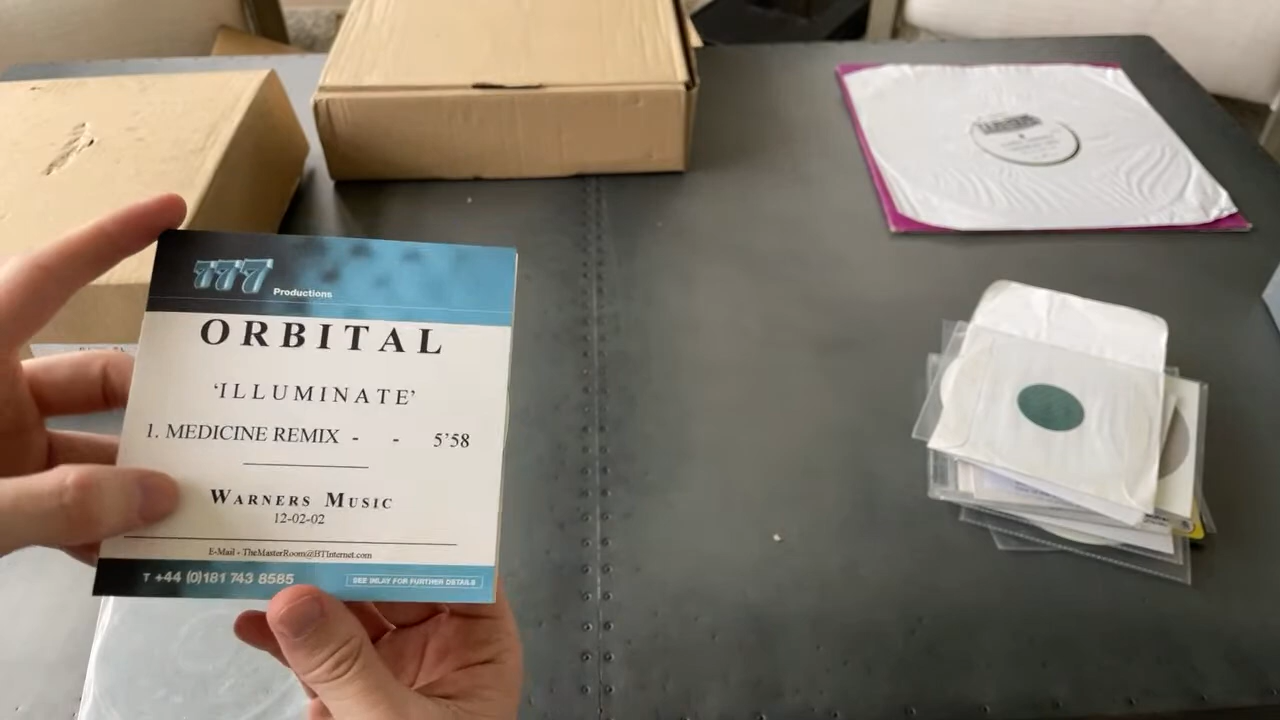 777
Productions
ORBITAL
‘ILLUMINATE’
1. MEDICINE REMIX - - 5’58
WARNERS MUSIC
12-02-02
E-Mail - TheMasterRoom@BTInternet.com
T +44 (0)181 743 8585
SEE INLAY FOR FURTHER DETAILS